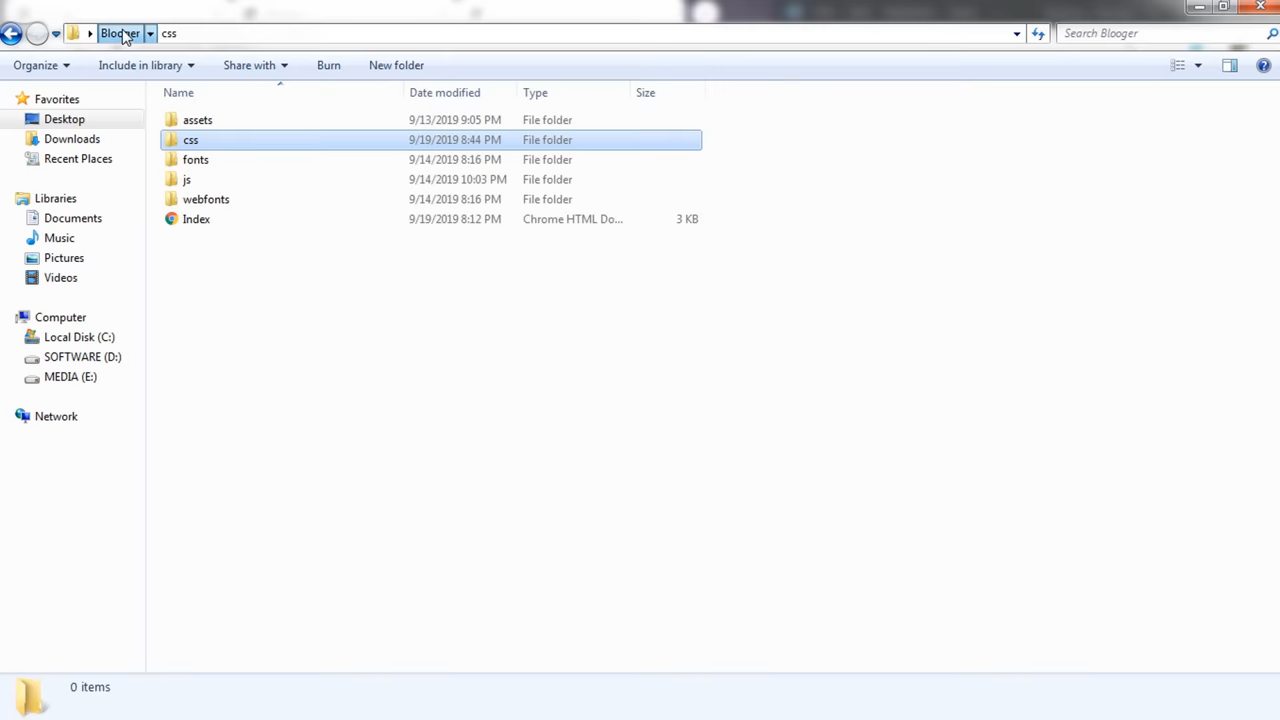 Blooger css
Search Blooger
Organize Include in library Share with Burn New folder
Name Date modified Type Size
Favorites
Desktop
Downloads
Recent Places
Libraries
Documents
Music
Pictures
Videos
Computer
Local Disk (C:)
SOFTWARE (D:)
MEDIA (E:)
Network
assets 9/13/2019 9:05 PM File folder
css 9/19/2019 8:44 PM File folder
fonts 9/14/2019 8:16 PM File folder
js 9/14/2019 10:03 PM File folder
webfonts 9/14/2019 8:16 PM File folder
Index 9/19/2019 8:12 PM Chrome HTML Do... 3 KB
0 items